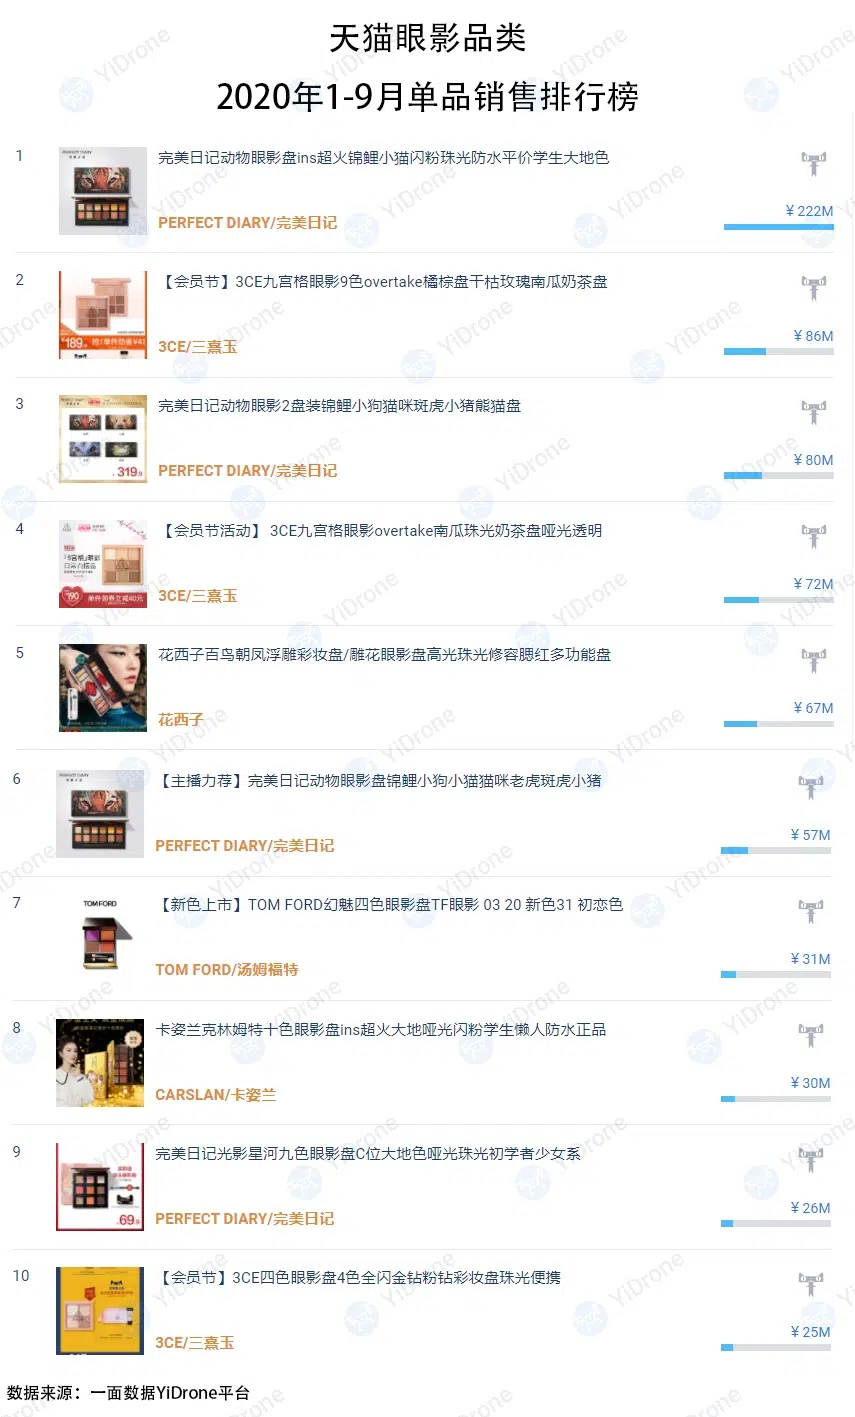 天猫眼影品类
2020年1-9月单品销售排行榜
1
完美日记动物眼影盘ins超火锦鲤小猫闪粉珠光防水平价学生大地色
PERFECT DIARY/完美日记
¥ 222M
2
【会员节】3CE九宫格眼影9色overtake橘棕盘干枯玫瑰南瓜奶茶盘
¥189
3CE/三熹玉
¥ 86M
3
完美日记动物眼影2盘装锦鲤小狗猫咪斑虎小猪熊猫盘
319.8
PERFECT DIARY/完美日记
¥ 80M
4
【会员节活动】 3CE九宫格眼影overtake南瓜珠光奶茶盘哑光透明
190
单件领券立减40元
3CE/三熹玉
¥ 72M
5
花西子百鸟朝凤浮雕彩妆盘/雕花眼影盘高光珠光修容腮红多功能盘
花西子
¥ 67M
6
【主播力荐】完美日记动物眼影盘锦鲤小狗小猫猫咪老虎斑虎小猪
PERFECT DIARY/完美日记
¥ 57M
7
TOM FORD
【新色上市】TOM FORD幻魅四色眼影盘TF眼影 03 20 新色31 初恋色
TOM FORD/汤姆福特
¥ 31M
8
卡姿兰克林姆特十色眼影盘ins超火大地哑光闪粉学生懒人防水正品
CARSLAN/卡姿兰
¥ 30M
9
完美日记光影星河九色眼影盘C位大地色哑光珠光初学者少女系
69.9
PERFECT DIARY/完美日记
¥ 26M
10
【会员节】3CE四色眼影盘4色全闪金钻粉钻彩妆盘珠光便携
3CE/三熹玉
¥ 25M
数据来源：一面数据YiDrone平台
YiDrone